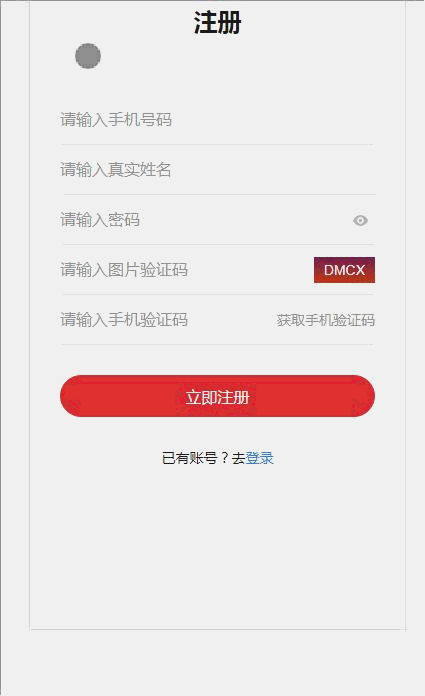 注册
请输入手机号码
请输入真实姓名
请输入密码
请输入图片验证码 DMCX
请输入手机验证码 获取手机验证码
立即注册
已有账号？去登录